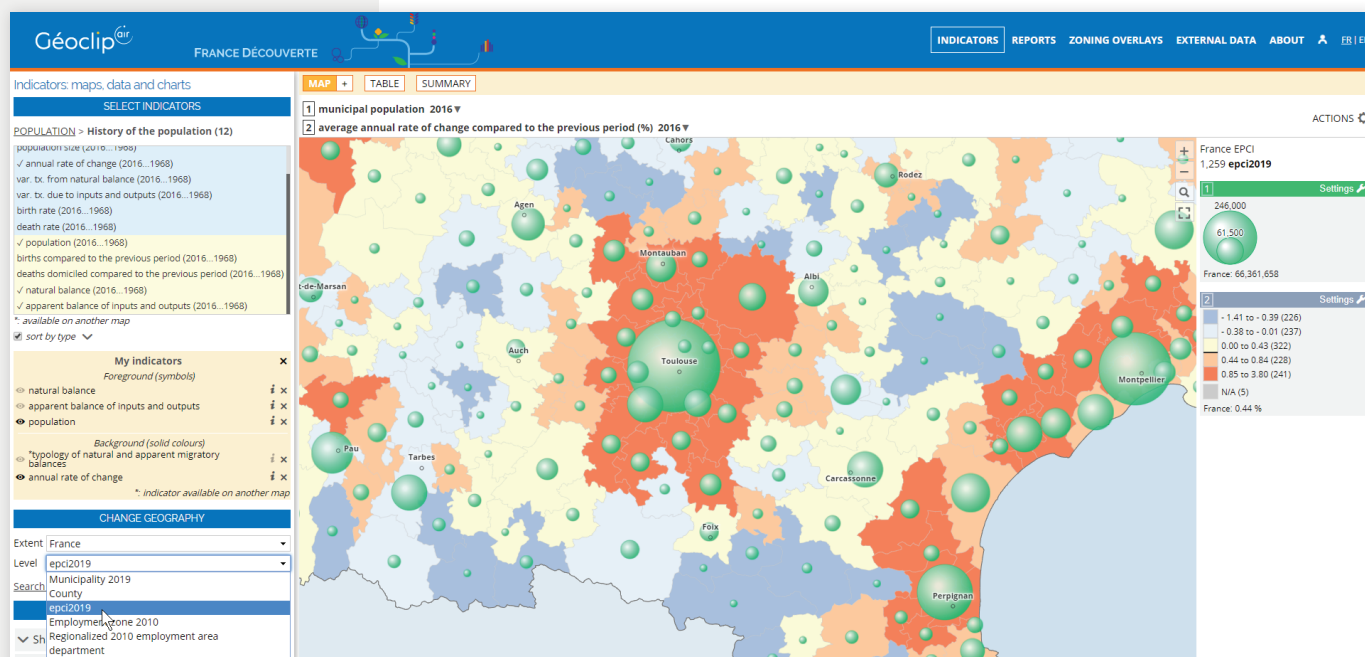 Géoclip air
FRANCE DÉCOUVERTE
INDICATORS REPORTS ZONING OVERLAYS EXTERNAL DATA ABOUT FR |
Indicators: maps, data and charts
SELECT INDICATORS
POPULATION > History of the population (12)
population size (2016...1968)
✓ annual rate of change (2016...1968)
var. tx. from natural balance (2016...1968)
var. tx. due to inputs and outputs (2016...1968)
birth rate (2016...1968)
death rate (2016...1968)
✓ population (2016...1968)
births compared to the previous period (2016...1968)
deaths domiciled compared to the previous period (2016...1968)
✓ natural balance (2016...1968)
✓ apparent balance of inputs and outputs (2016...1968)
*: available on another map
sort by type
My indicators ×
Foreground (symbols)
natural balance i ×
apparent balance of inputs and outputs i ×
population i ×
Background (solid colours)
*typology of natural and apparent migratory
balances i ×
annual rate of change i ×
*: indicator available on another map
CHANGE GEOGRAPHY
Extent France
Level epci2019
Municipality 2019
Search
County
epci2019
Employment zone 2010
Regionalized 2010 employment area
Sh
department
MAP + TABLE SUMMARY
1 municipal population 2016▼
2 average annual rate of change compared to the previous period (%) 2016▼
ACTIONS
Cahors
Rodez
Agen
Montauban
Albi
t-de-Marsan
Auch
Toulouse
Montpellier
Pau
Tarbes
Carcassonne
Foix
Perpignan
+
−
France EPCI
1,259 epci2019
1 Settings
246,000
61,500
France: 66,361,658
2 Settings
- 1.41 to - 0.39 (226)
- 0.38 to - 0.01 (237)
0.00 to 0.43 (322)
0.44 to 0.84 (228)
0.85 to 3.80 (241)
N/A (5)
France: 0.44 %